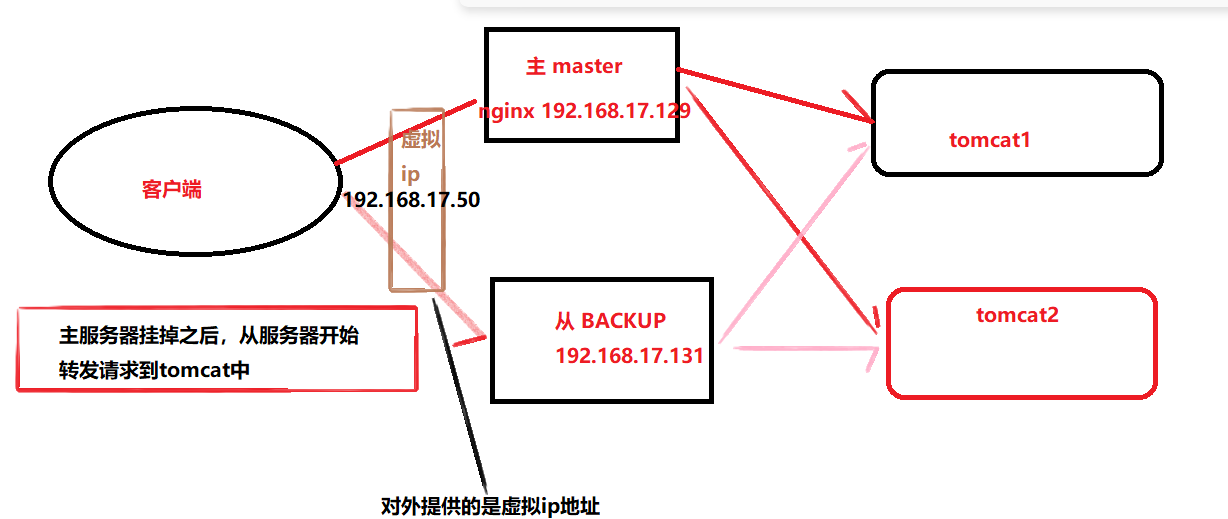 主 master
nginx 192.168.17.129
虚拟
ip
192.168.17.50
客户端
tomcat1
从 BACKUP
192.168.17.131
tomcat2
主服务器挂掉之后，从服务器开始
转发请求到tomcat中
对外提供的是虚拟ip地址